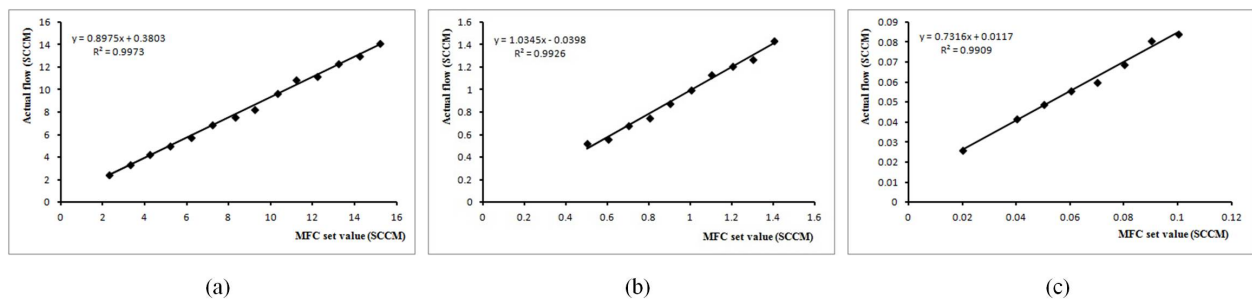 y = 0.8975x + 0.3803
R² = 0.9973
Actual flow (SCCM)
16
14
12
10
8
6
4
2
0
0 2 4 6 8 10 12 14 16
MFC set value (SCCM)
(a)
y = 1.0345x - 0.0398
R² = 0.9926
Actual flow (SCCM)
1.6
1.4
1.2
1
0.8
0.6
0.4
0.2
0
0 0.2 0.4 0.6 0.8 1 1.2 1.4 1.6
MFC set value (SCCM)
(b)
y = 0.7316x + 0.0117
R² = 0.9909
Actual flow (SCCM)
0.09
0.08
0.07
0.06
0.05
0.04
0.03
0.02
0.01
0
0 0.02 0.04 0.06 0.08 0.1 0.12
MFC set value (SCCM)
(c)